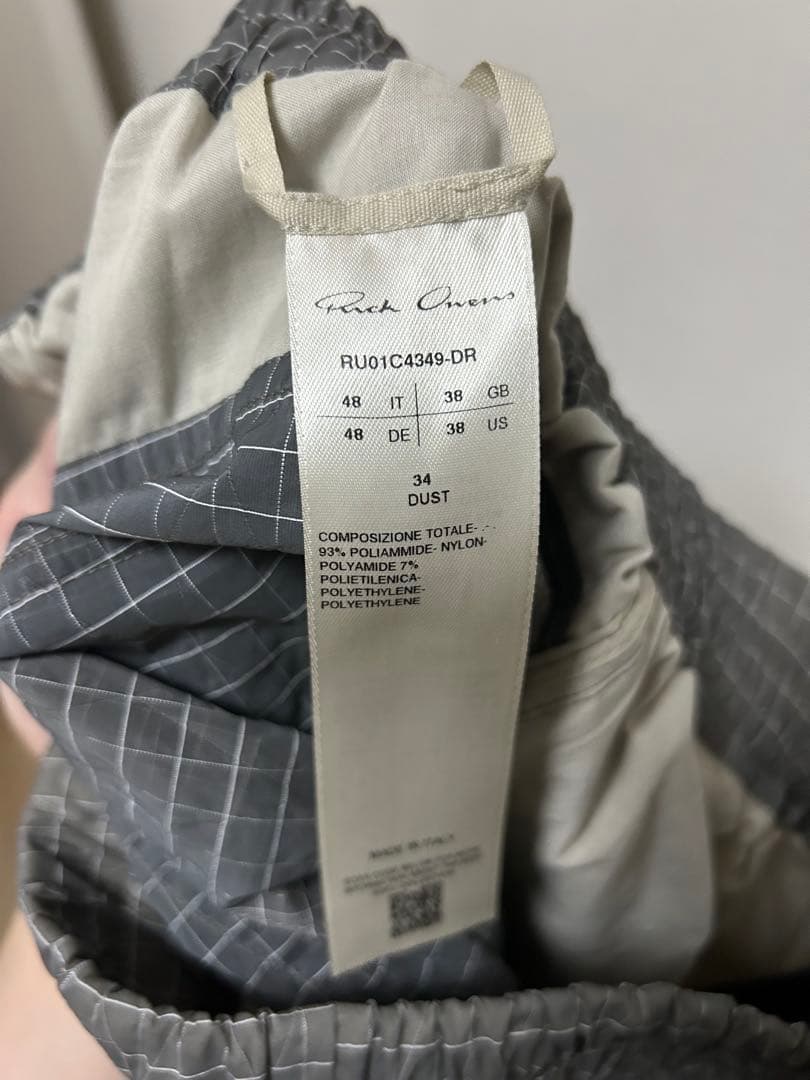 Rick Owens
RU01C4349-DR
48 IT 38 GB
48 DE 38 US
34
DUST
COMPOSIZIONE TOTALE-
93% POLIAMMIDE- NYLON-
POLYAMIDE 7%
POLIETILENICA-
POLYETHYLENE-
POLYETHYLENE
MADE IN ITALY